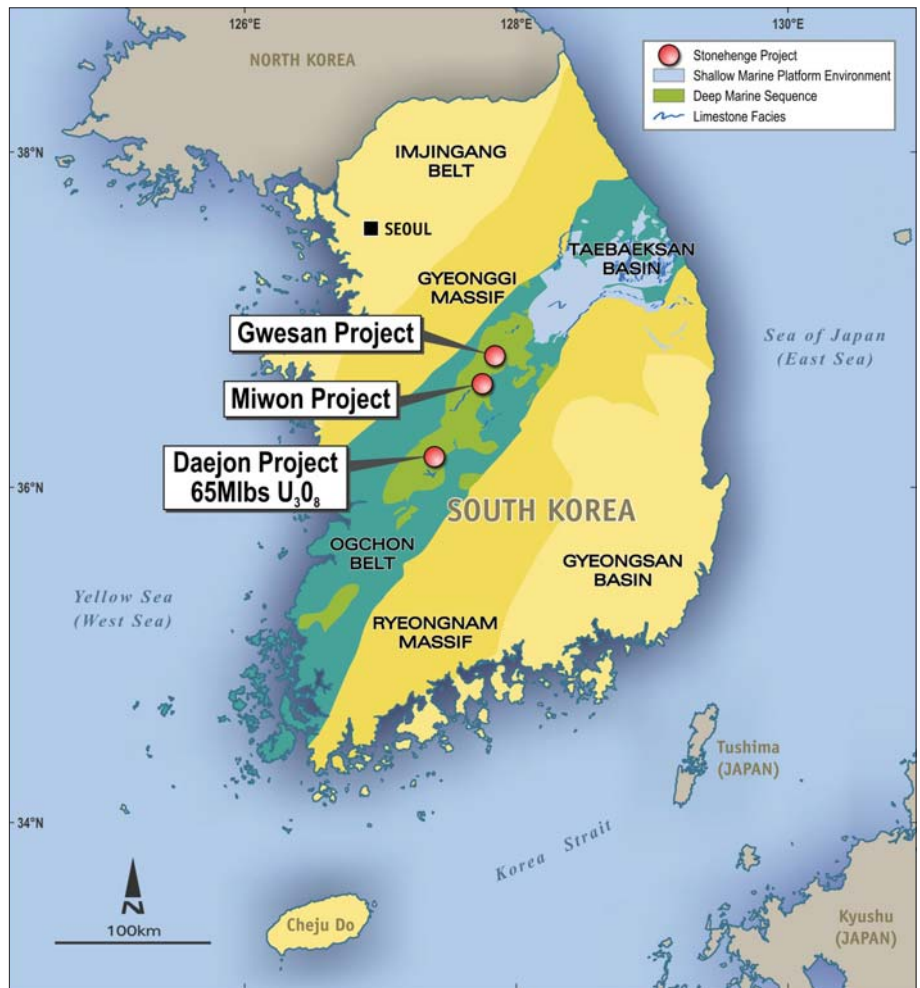 126°E
128°E
130°E
NORTH KOREA
Stonehenge Project
Shallow Marine Platform Environment
Deep Marine Sequence
Limestone Facies
38°N
IMJINGANG
BELT
SEOUL
TAEBAEKSAN
BASIN
GYEONGGI
MASSIF
Gwesan Project
Sea of Japan
(East Sea)
Miwon Project
Daejon Project
65Mlbs U₃0₈
36°N
SOUTH KOREA
OGCHON
BELT
GYEONGSAN
BASIN
Yellow Sea
(West Sea)
RYEONGNAM
MASSIF
Tushima
(JAPAN)
34°N
Korea Strait
N
100km
Cheju Do
Kyushu
(JAPAN)